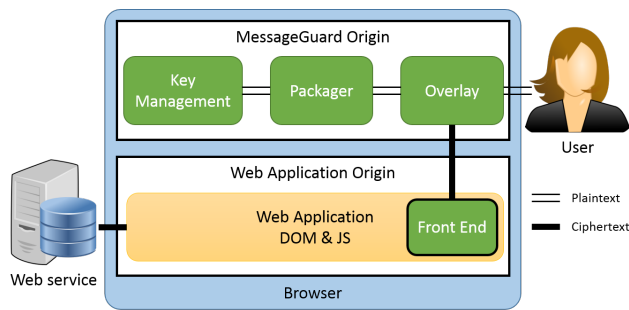 MessageGuard Origin
Key
Management
Packager
Overlay
User
Web Application Origin
Web Application
DOM & JS
Front End
Plaintext
Ciphertext
Web service
Browser